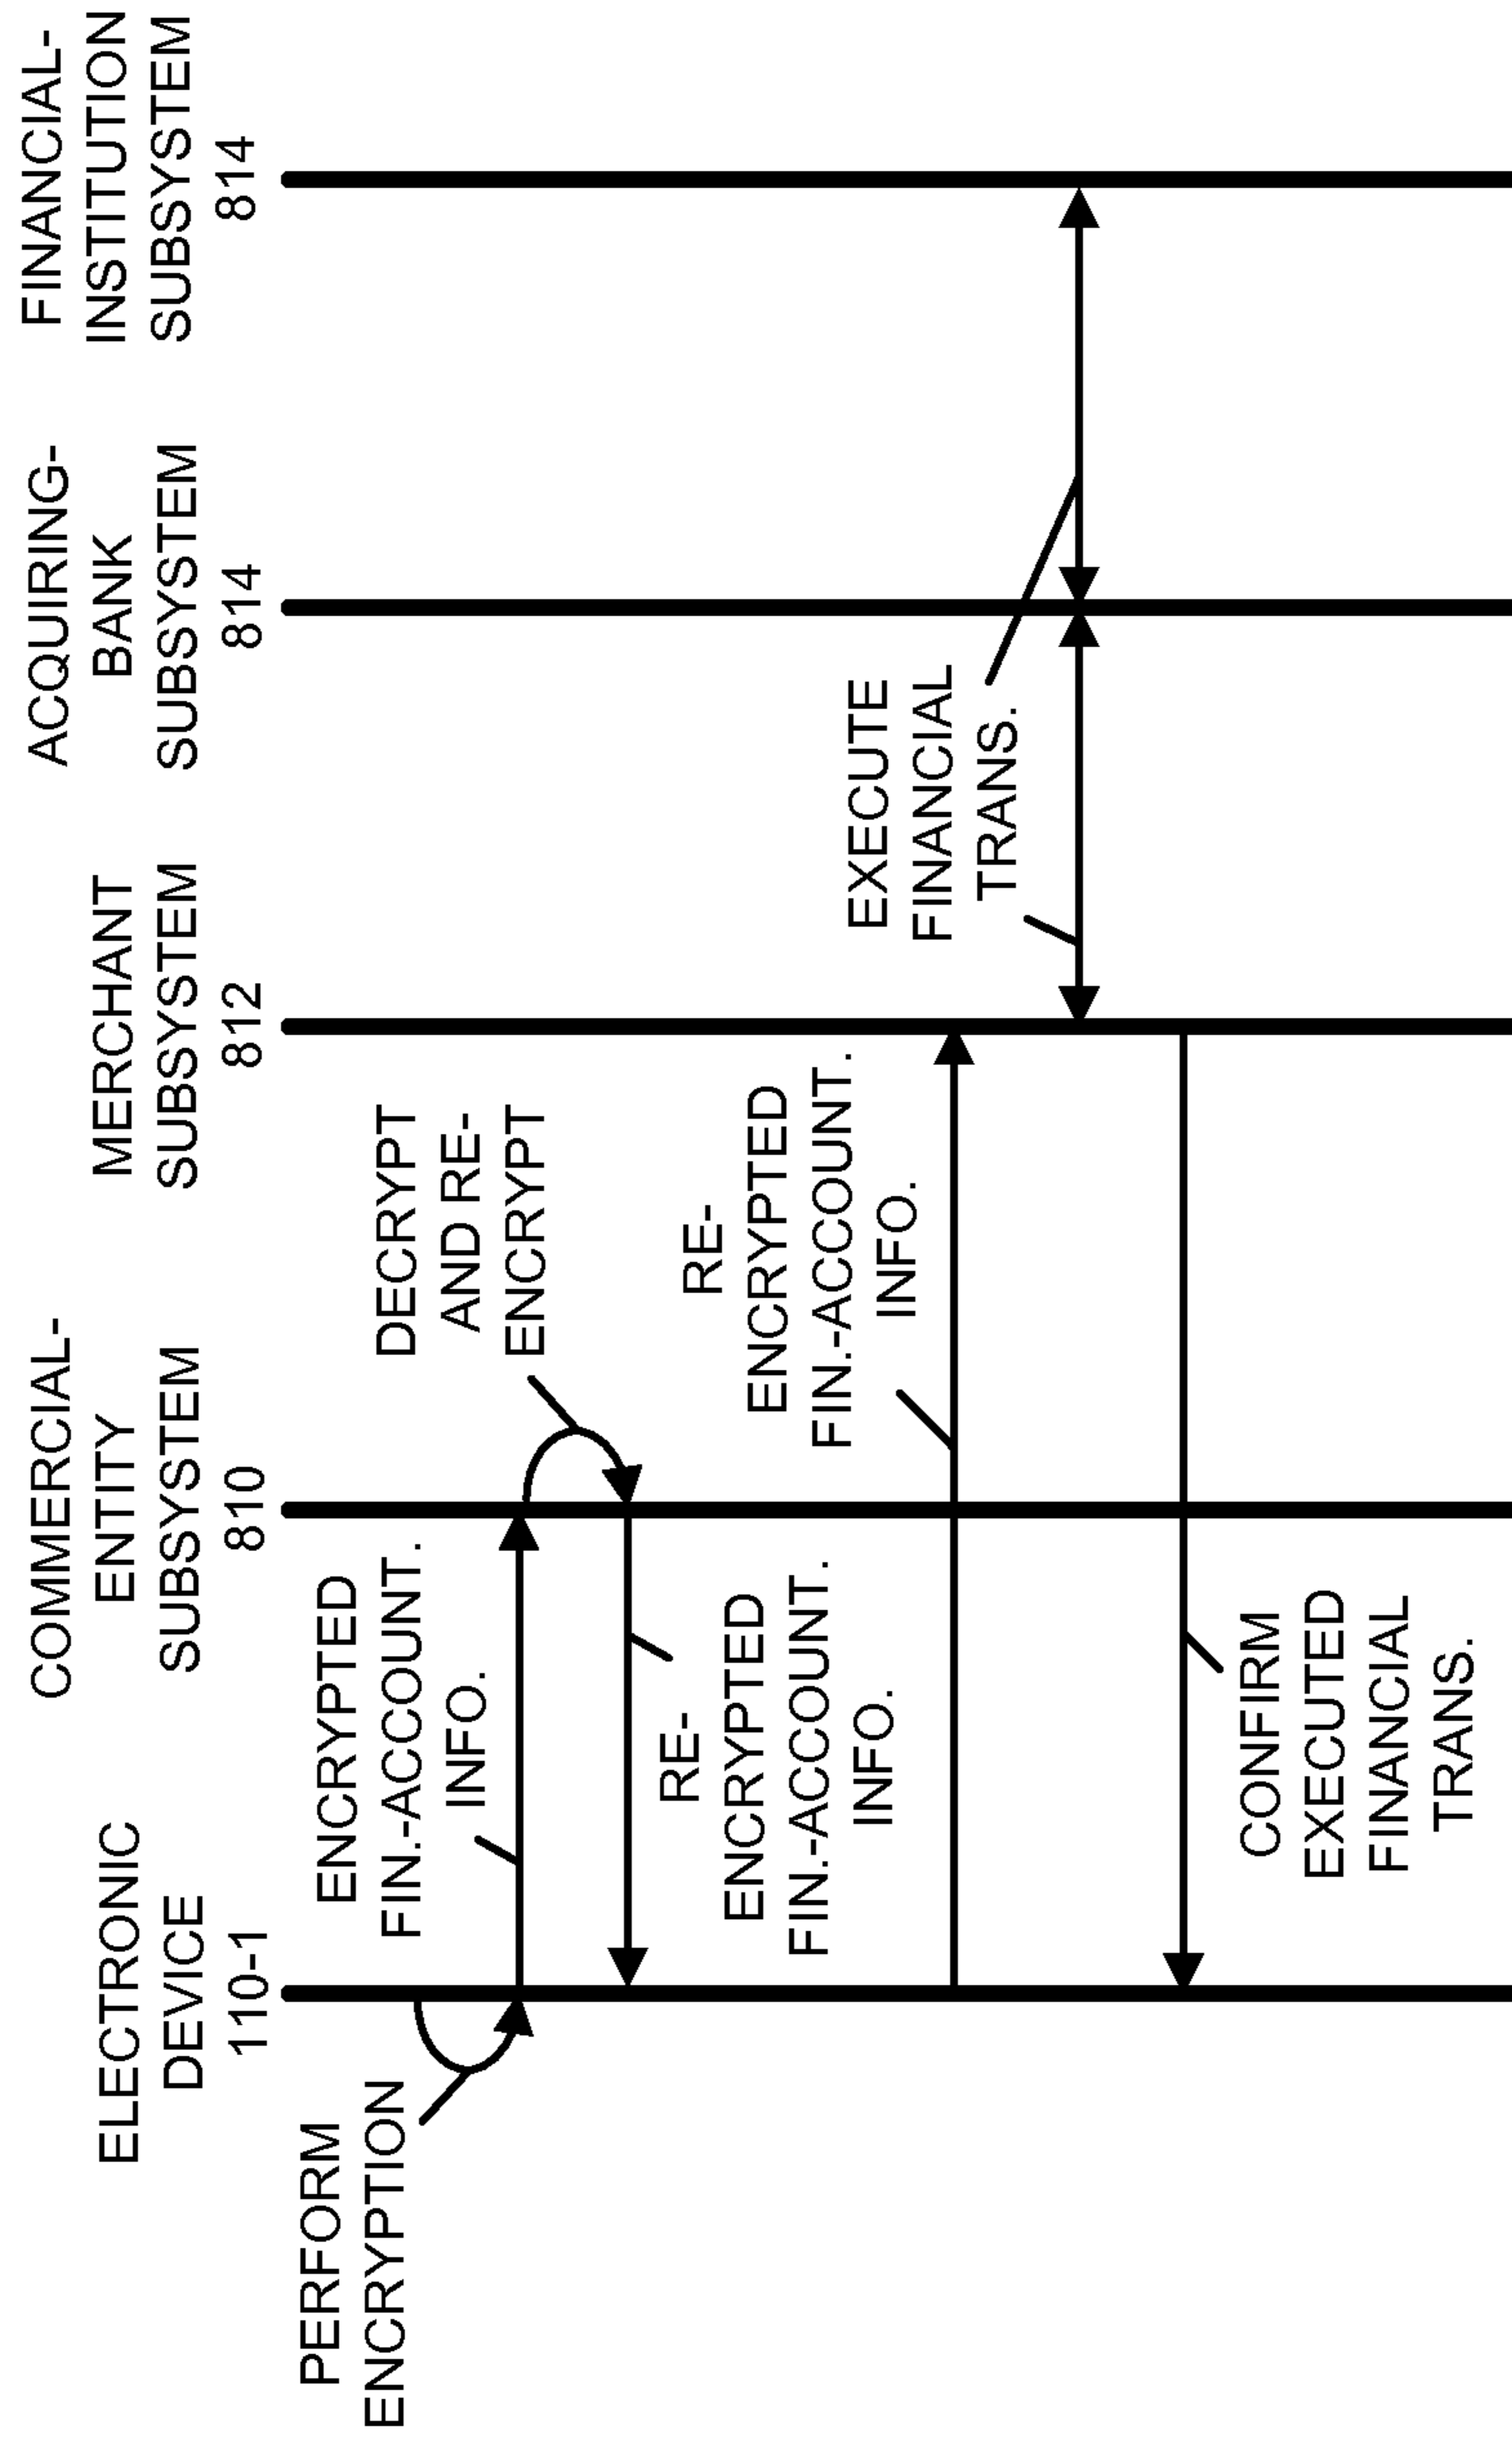 ELECTRONIC
DEVICE
110-1
COMMERCIAL-
ENTITY
SUBSYSTEM
810
MERCHANT
SUBSYSTEM
812
ACQUIRING-
BANK
SUBSYSTEM
814
FINANCIAL-
INSTITUTION
SUBSYSTEM
814
PERFORM
ENCRYPTION
ENCRYPTED
FIN.-ACCOUNT.
INFO.
DECRYPT
AND RE-
ENCRYPT
RE-
ENCRYPTED
FIN.-ACCOUNT.
INFO.
RE-
ENCRYPTED
FIN.-ACCOUNT.
INFO.
EXECUTE
FINANCIAL
TRANS.
CONFIRM
EXECUTED
FINANCIAL
TRANS.